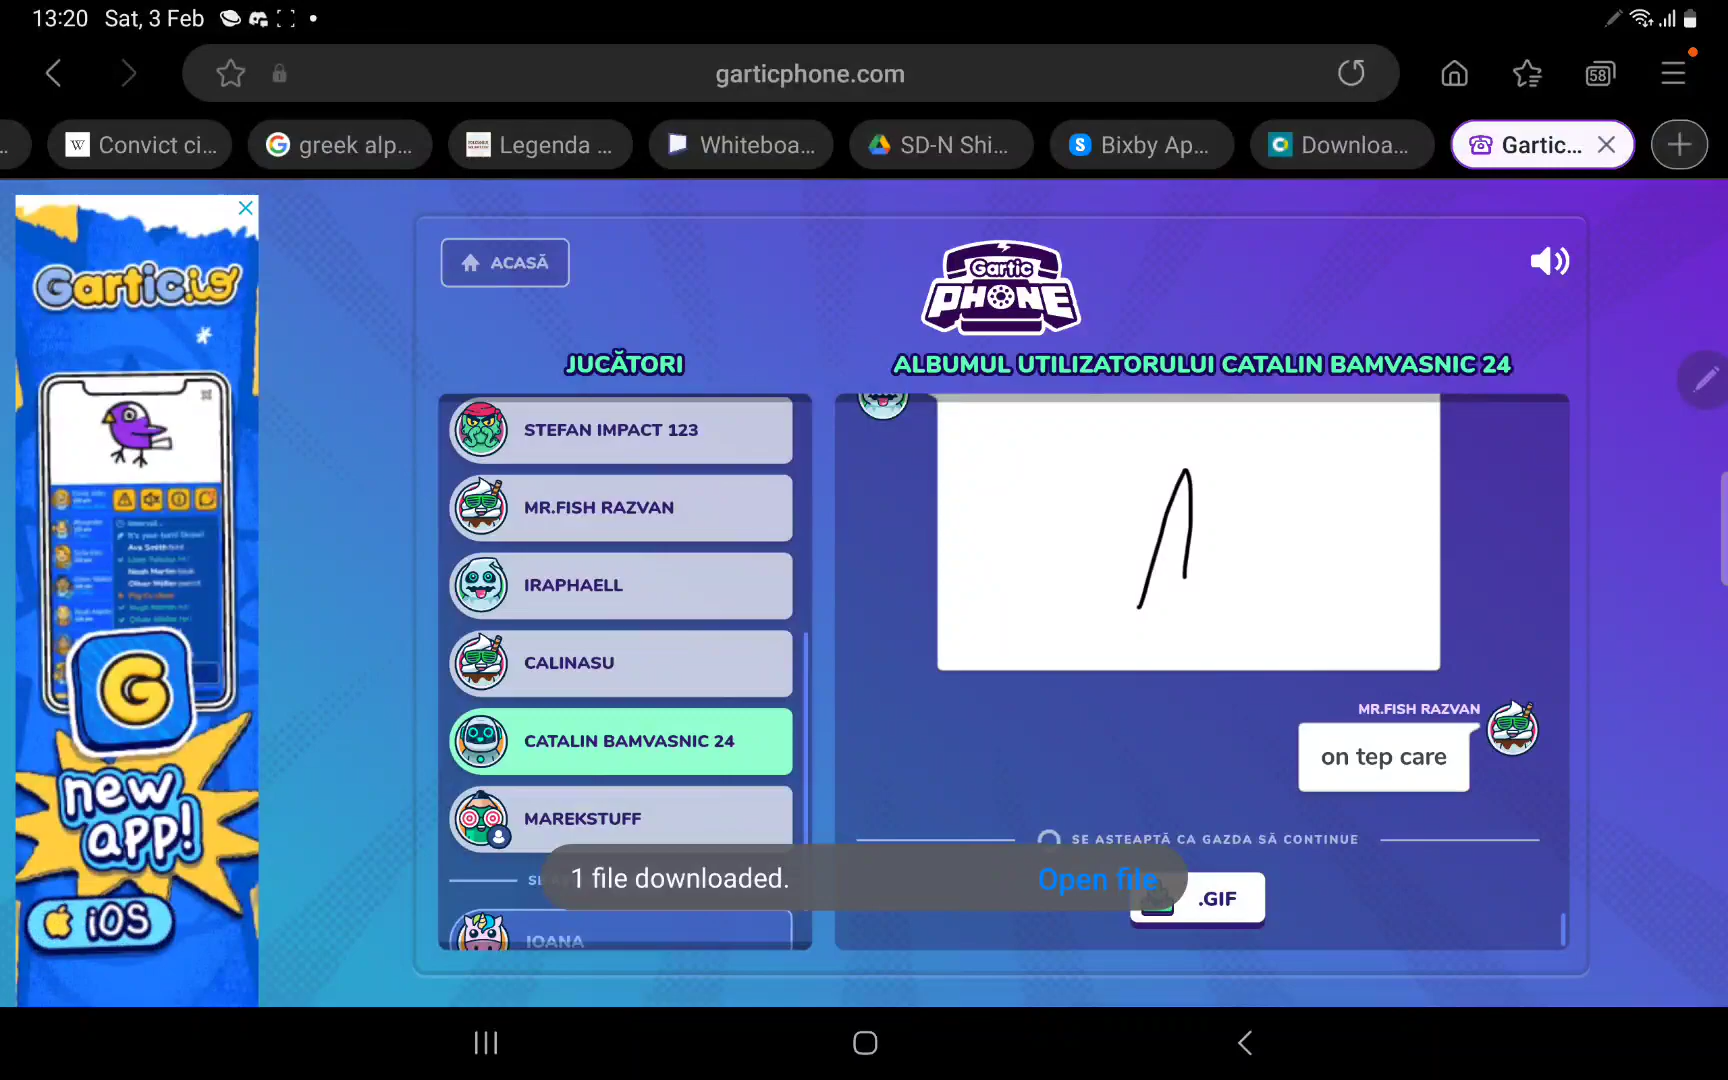 13:20 Sat, 3 Feb
garticphone.com
58
W Convict ci...
greek alp...
Legenda ...
Whiteboa...
SD-N Shi...
S Bixby Ap...
Downloa...
Gartic...
Gartic.io
G
new
app!
iOS
ACASĂ
Gartic
PHONE
JUCĂTORI
STEFAN IMPACT 123
MR.FISH RAZVAN
IRAPHAELL
CALINASU
CATALIN BAMVASNIC 24
MAREKSTUFF
IOANA
ALBUMUL UTILIZATORULUI CATALIN BAMVASNIC 24
MR.FISH RAZVAN
on tep care
SE AȘTEAPTĂ CA GAZDA SĂ CONTINUE
1 file downloaded.
Open file
.GIF